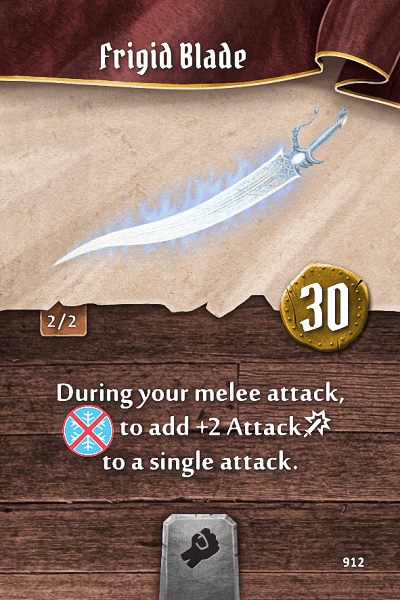 Frigid Blade
30
2/2
During your melee attack,
to add +2 Attack
to a single attack.
912